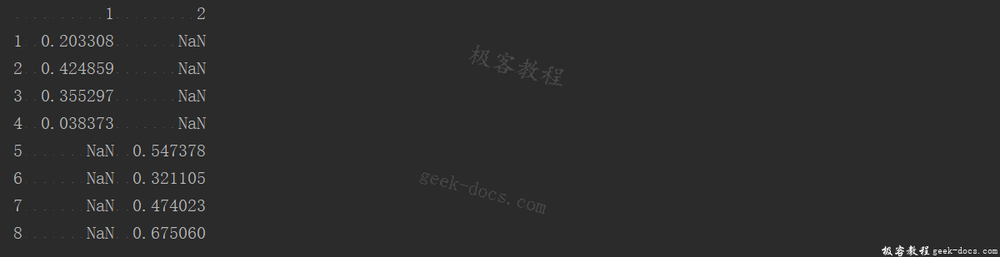 1 2
1 0.203308 NaN
2 0.424859 NaN
3 0.355297 NaN
4 0.038373 NaN
5 NaN 0.547378
6 NaN 0.321105
7 NaN 0.474023
8 NaN 0.675060
极客教程
geek-docs.com
极客教程 geek-docs.com